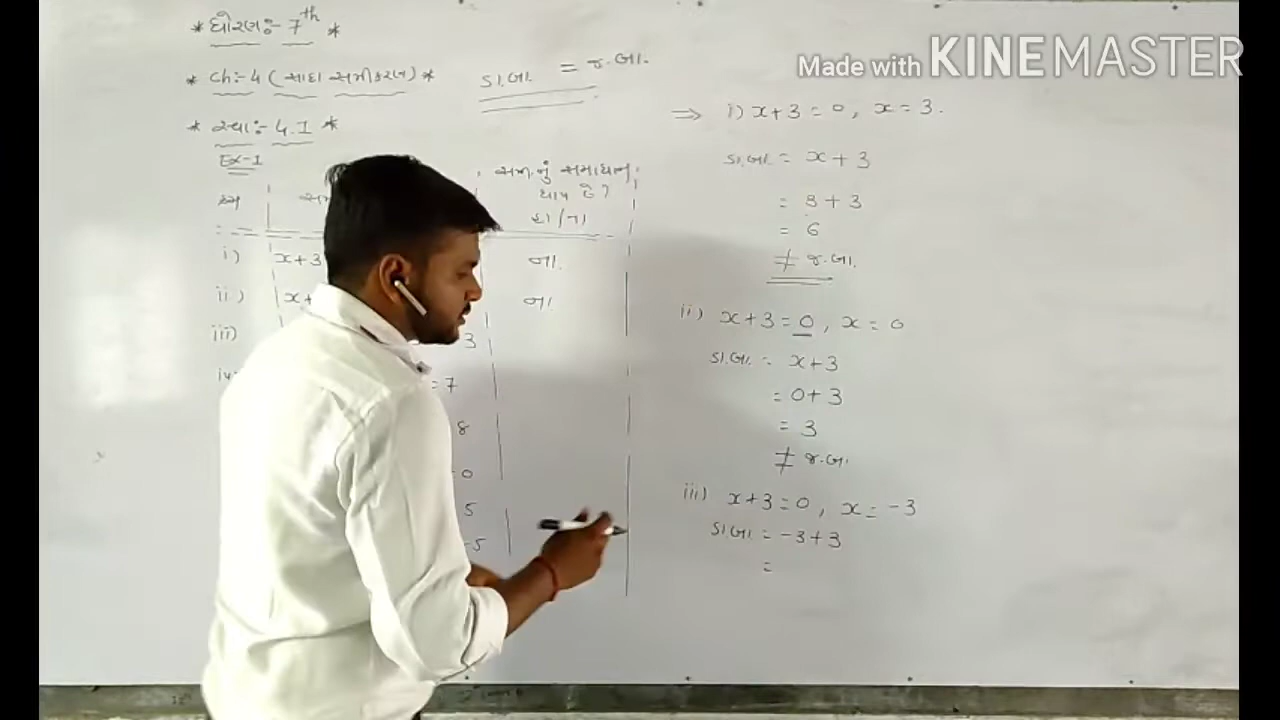 * ધોરણ:- 7th *
* Ch:- 4 (સાદા સમીકરણ) *
* સ્વા:- 4.1 *
Ex-1
ડા.બા. = જ.બા.
ક્રમ
સમ.નું સમાધાન
થાય છે?
હા/ના
i) x+3 ના.
ii) x+ ના
iii) 3
iv = 7
8
0
5
-5
Made with KINEMASTER
⇒ i) x+3=0, x=3.
ડા.બા. = x+3
= 3+3
= 6
≠ જ.બા.
ii) x+3=0, x=0
ડા.બા. = x+3
= 0+3
= 3
≠ જ.બા.
iii) x+3=0, x=-3
ડા.બા = -3+3
=